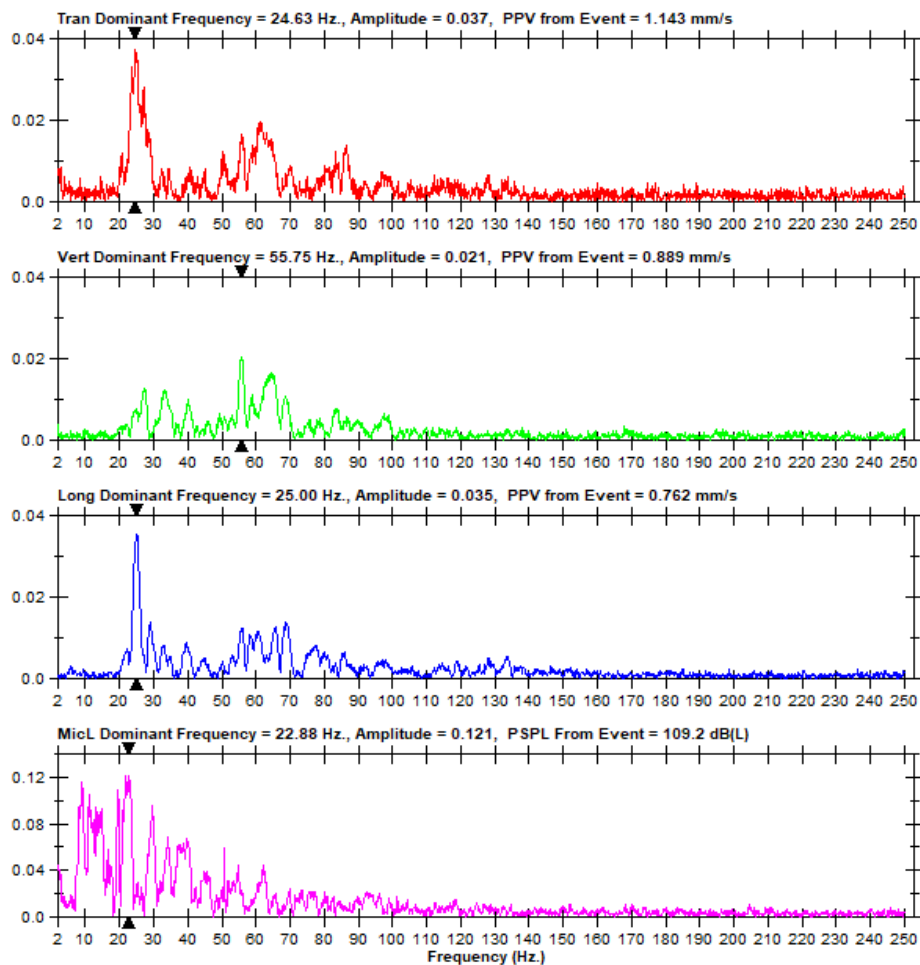 Tran Dominant Frequency = 24.63 Hz., Amplitude = 0.037, PPV from Event = 1.143 mm/s
0.04
0.02
0.0
2 10 20 30 40 50 60 70 80 90 100 110 120 130 140 150 160 170 180 190 200 210 220 230 250
Vert Dominant Frequency = 55.75 Hz., Amplitude = 0.021, PPV from Event = 0.889 mm/s
0.04
0.02
0.0
2 10 20 30 40 50 60 70 80 90 100 110 120 130 140 150 160 170 180 190 200 210 220 230 250
Long Dominant Frequency = 25.00 Hz., Amplitude = 0.035, PPV from Event = 0.762 mm/s
0.04
0.02
0.0
2 10 20 30 40 50 60 70 80 90 100 110 120 130 140 150 160 170 180 190 200 210 220 230 250
MicL Dominant Frequency = 22.88 Hz., Amplitude = 0.121, PSPL From Event = 109.2 dB(L)
0.12
0.08
0.04
0.0
2 10 20 30 40 50 60 70 80 90 100 110 120 130 140 150 160 170 180 190 200 210 220 230 250
Frequency (Hz.)